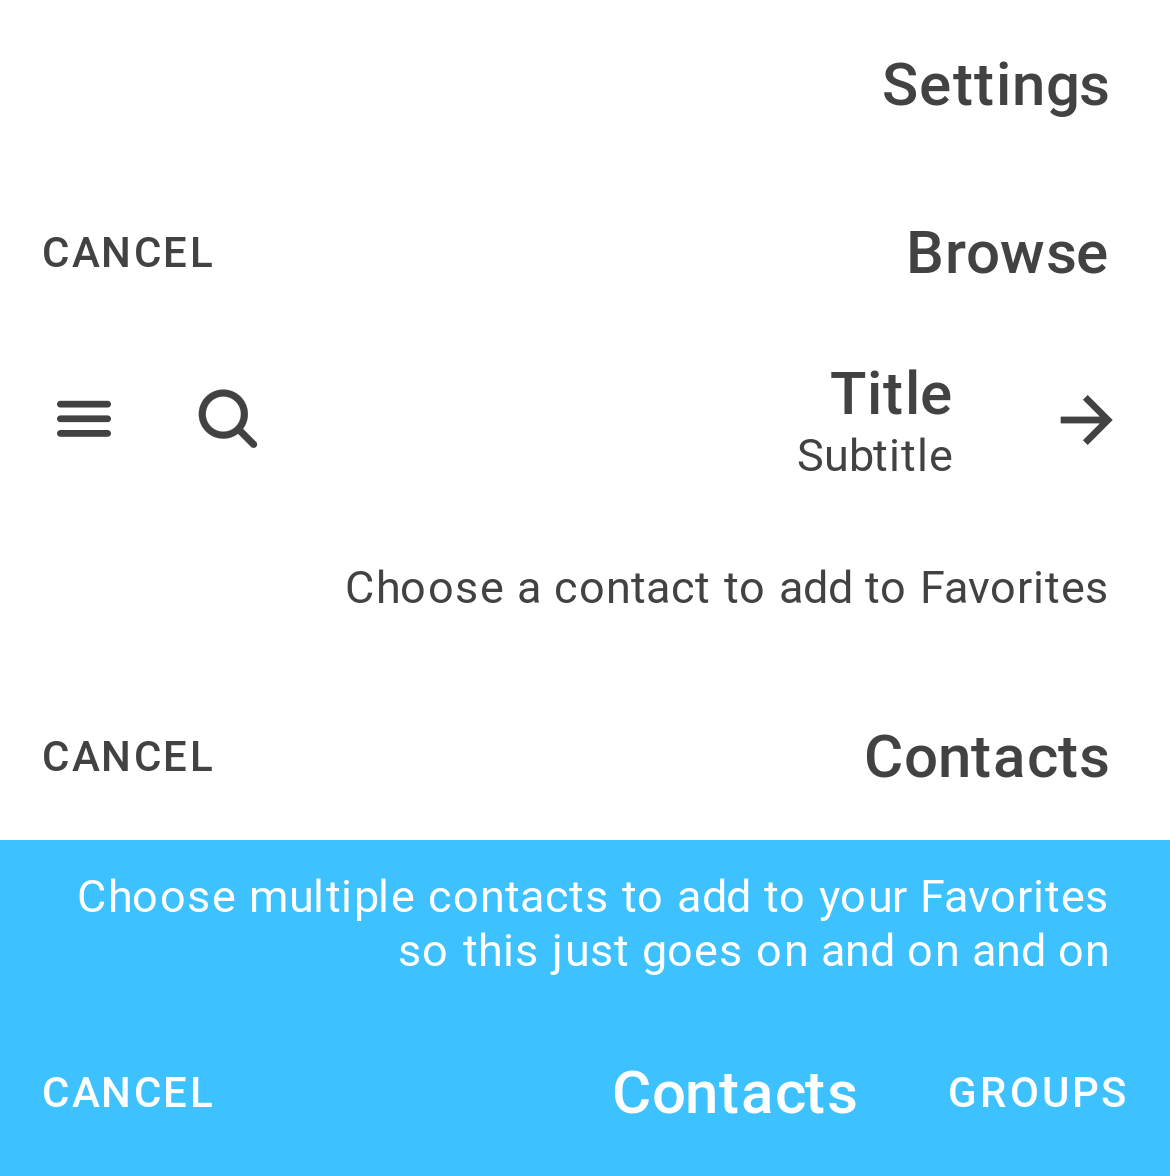 Settings
CANCEL
Browse
Title
Subtitle
Choose a contact to add to Favorites
CANCEL
Contacts
Choose multiple contacts to add to your Favorites
so this just goes on and on and on
CANCEL
Contacts
GROUPS